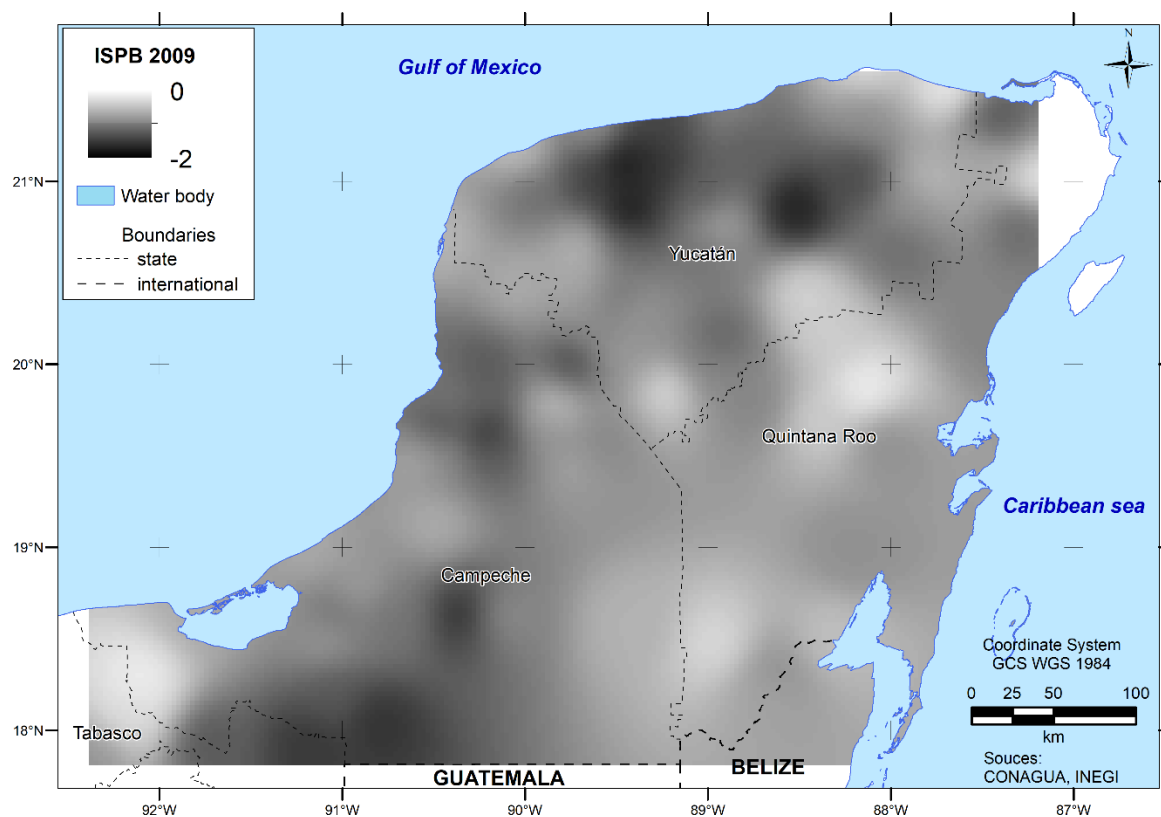 ISPB 2009
0
-2
Water body
Boundaries
state
international
Gulf of Mexico
N
21°N
20°N
19°N
18°N
Yucatán
Quintana Roo
Caribbean sea
Campeche
Tabasco
GUATEMALA
BELIZE
Coordinate System
GCS WGS 1984
0 25 50 100
km
Souces:
CONAGUA, INEGI
92°W 91°W 90°W 89°W 88°W 87°W